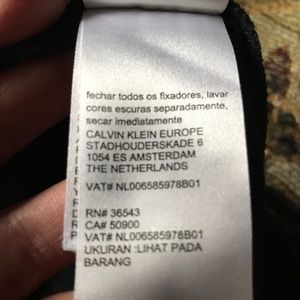 fechar todos os fixadores, lavar
cores escuras separadamente,
secar imediatamente
CALVIN KLEIN EUROPE
STADHOUDERSKADE 6
1054 ES AMSTERDAM
THE NETHERLANDS
VAT# NL006585978B01
RN# 36543
CA# 50900
VAT# NL006585978B01
UKURAN :LIHAT PADA
BARANG